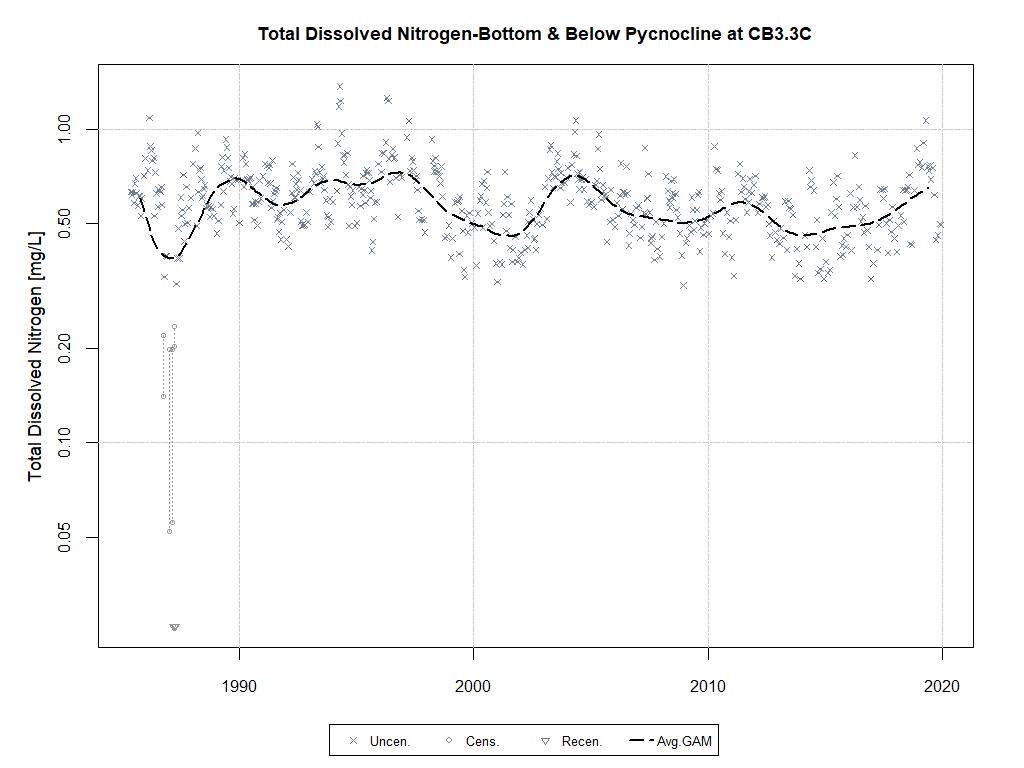 Total Dissolved Nitrogen-Bottom & Below Pycnocline at CB3.3C
Total Dissolved Nitrogen [mg/L]
1.00
0.50
0.20
0.10
0.05
1990 2000 2010 2020
Uncen. Cens. Recen. Avg.GAM